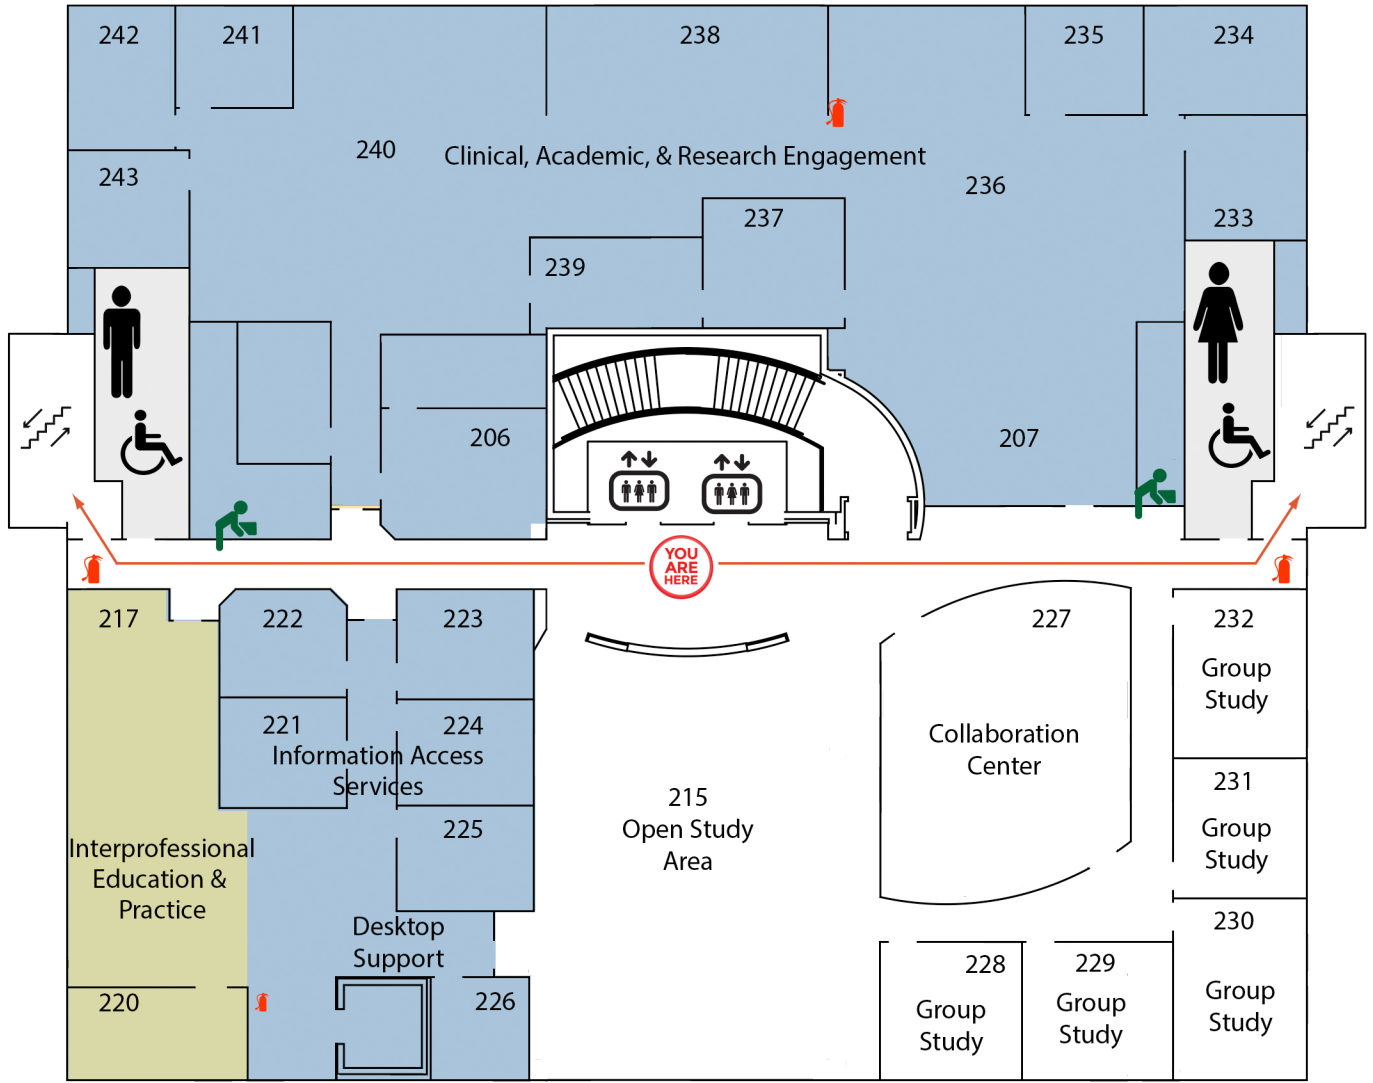 242
241
238
235
234
240
Clinical, Academic, & Research Engagement
243
236
237
233
239
206
207
YOU
ARE
HERE
217
222
223
227
232
Group
Study
221
224
Information Access
Services
Collaboration
Center
231
Group
Study
215
Open Study
Area
225
Interprofessional
Education &
Practice
Desktop
Support
230
Group
Study
228
Group
Study
229
Group
Study
220
226